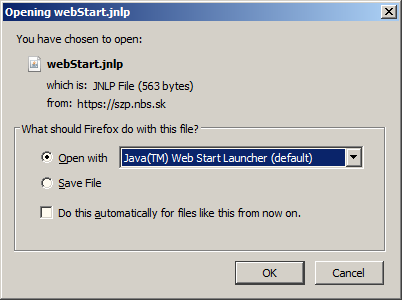 Opening webStart.jnlp
You have chosen to open:
webStart.jnlp
which is: JNLP File (563 bytes)
from: https://szp.nbs.sk
What should Firefox do with this file?
Open with Java(TM) Web Start Launcher (default)
Save File
Do this automatically for files like this from now on.
OK Cancel